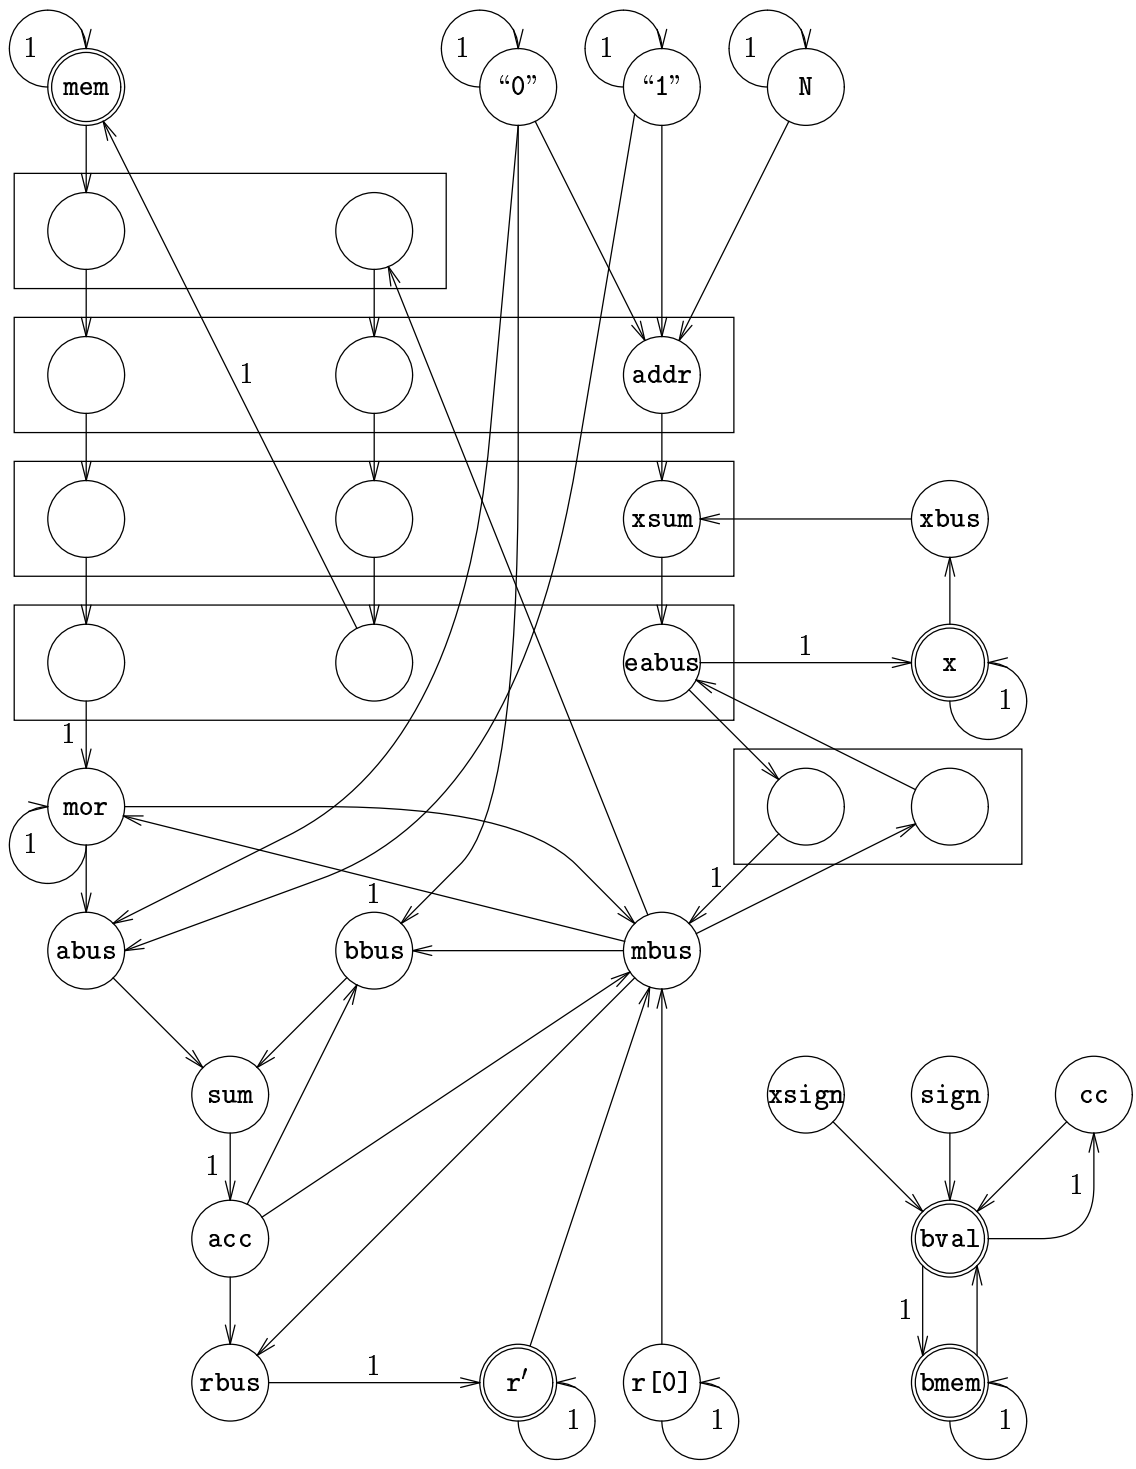 1 1 1 1
mem “0” “1” N
1
addr
xsum xbus
eabus 1 x
1
1
mor
1
1
1
abus bbus mbus
sum xsign sign cc
1 1
acc bval
1
rbus 1 r′ r[0] bmem
1 1 1